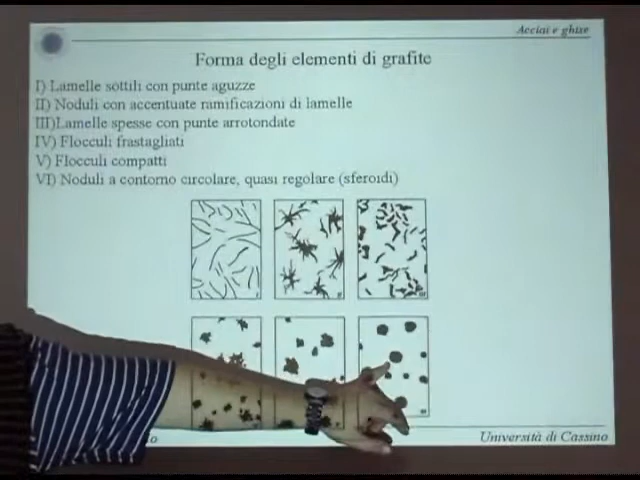 Acciai e ghise
Forma degli elementi di grafite
I) Lamelle sottili con punte aguzze
II) Noduli con accentuate ramificazioni di lamelle
III)Lamelle spesse con punte arrotondate
IV) Flocculi frastagliati
V) Flocculi compatti
VI) Noduli a contorno circolare, quasi regolare (sferoidi)
I II III
Università di Cassino